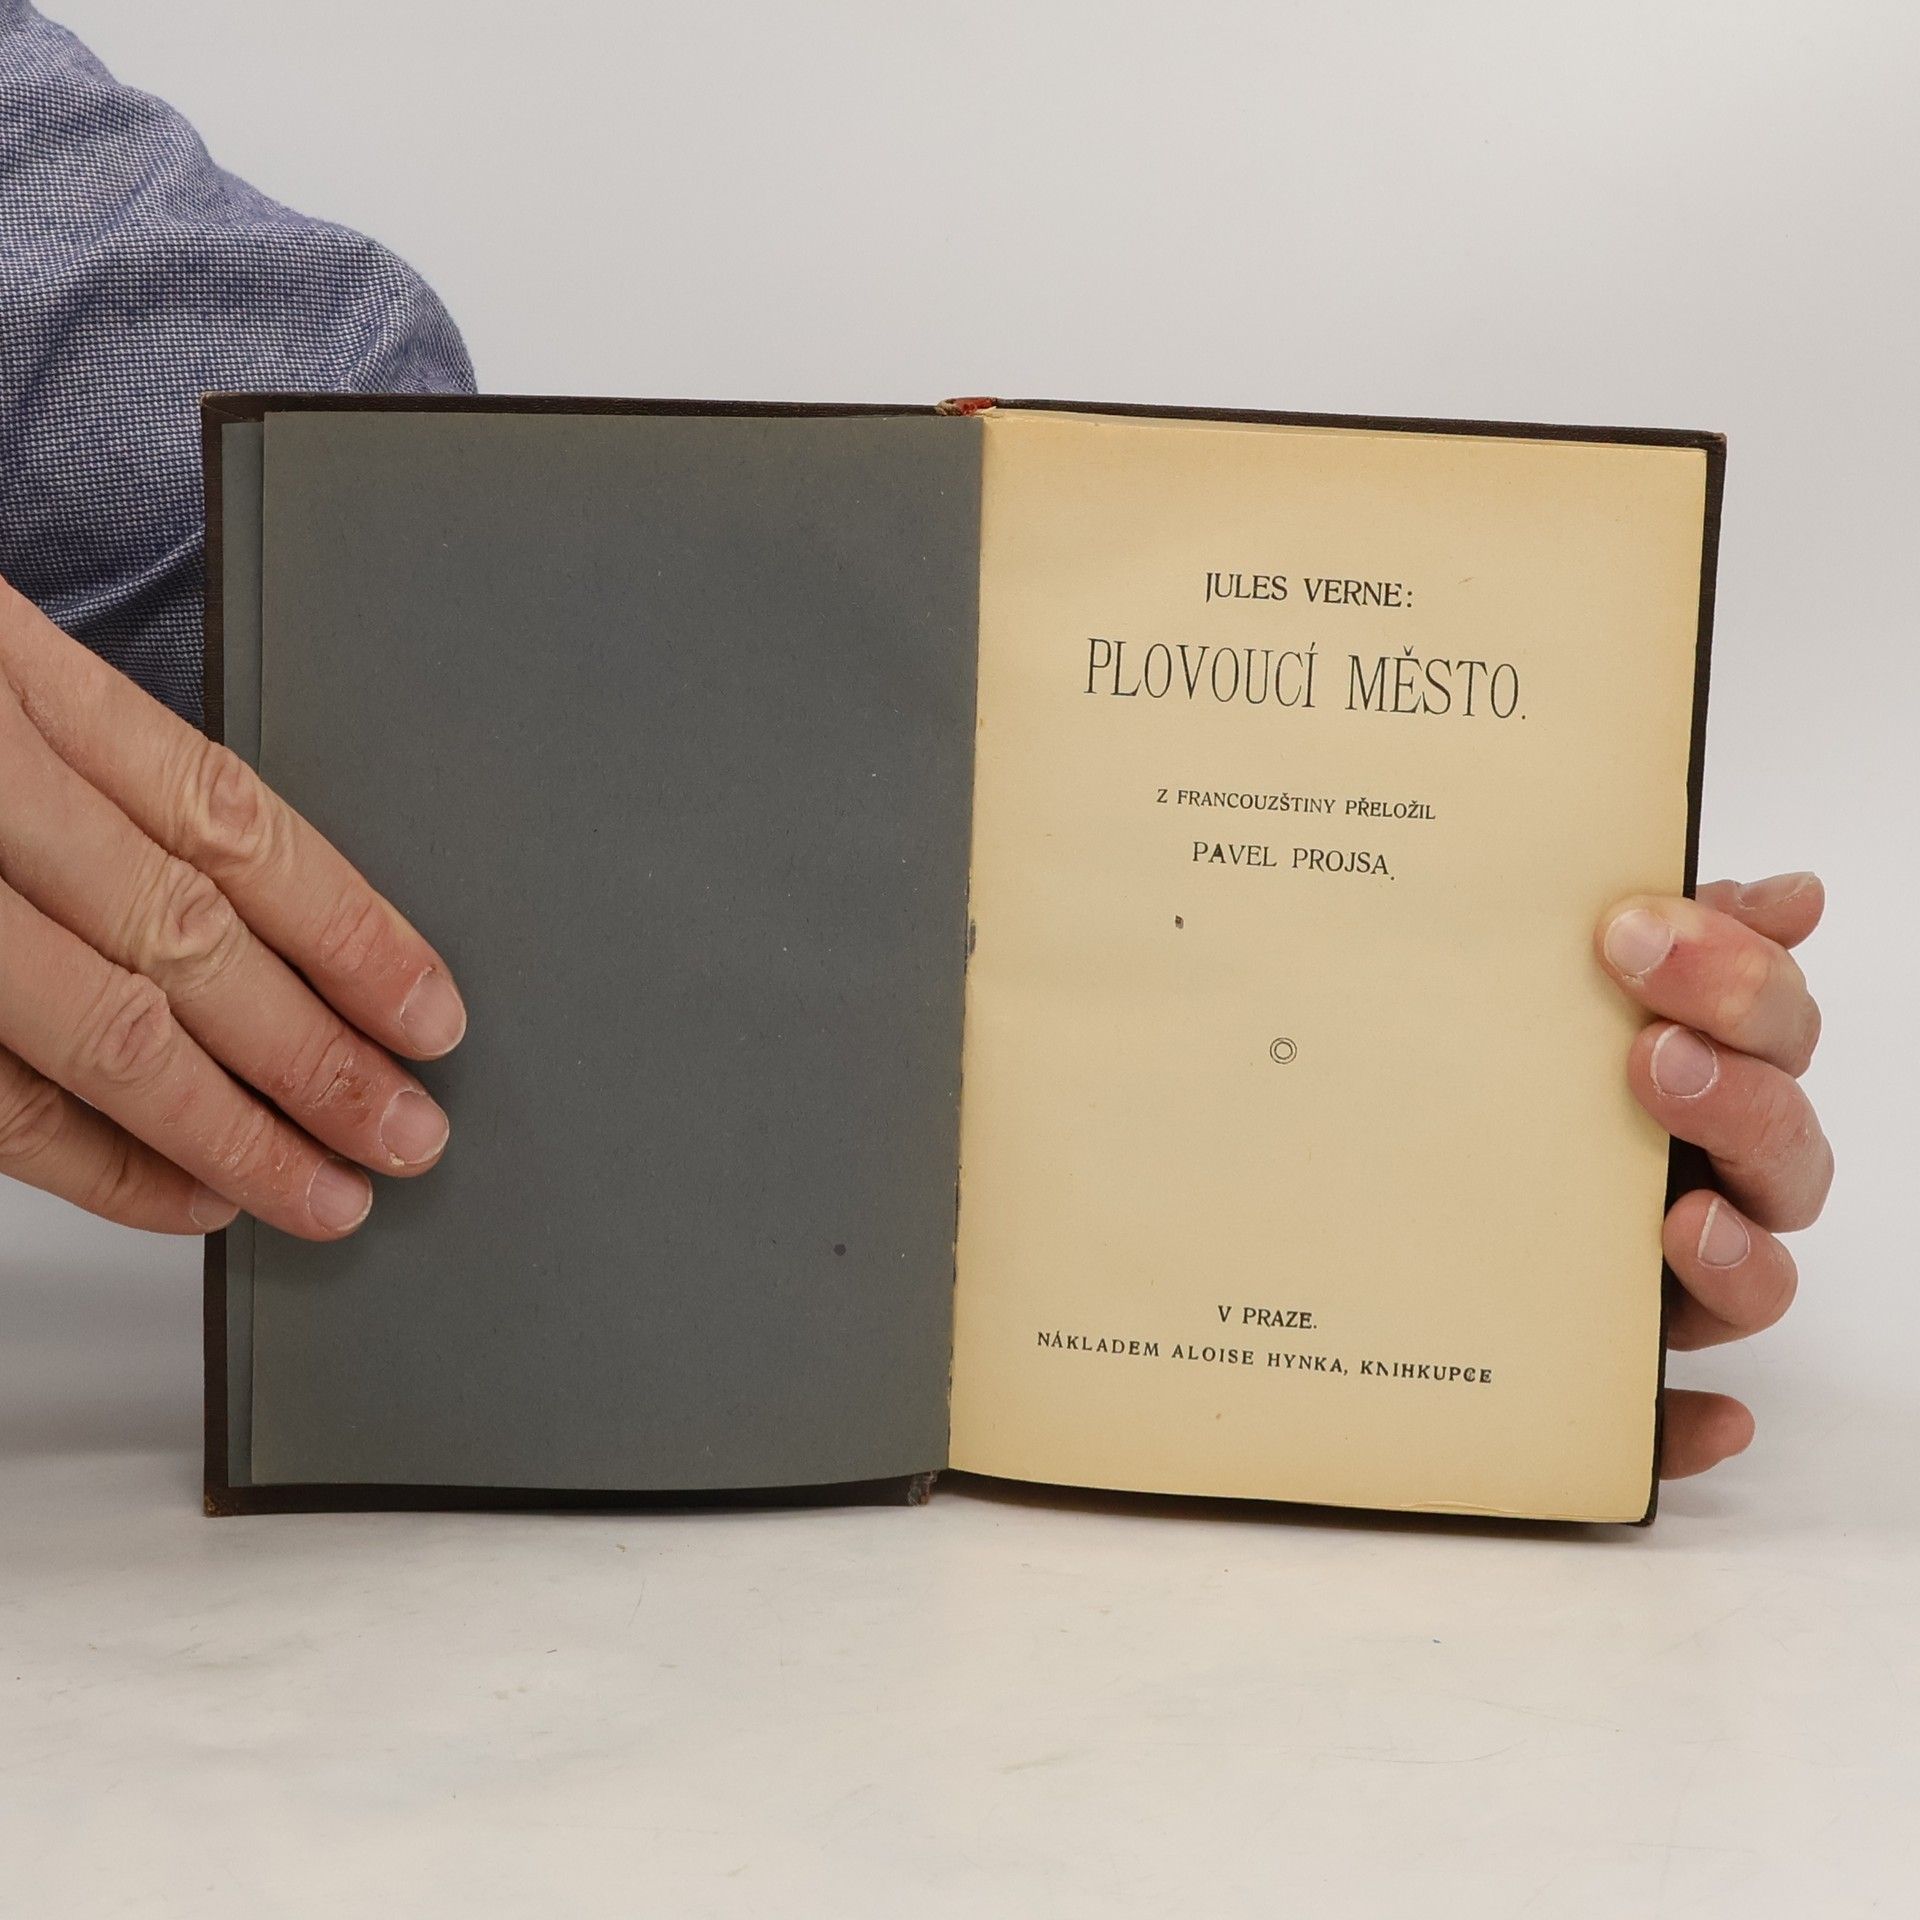 JULES VERNE:
PLOVOUCÍ MĚSTO.
Z FRANCOUZŠTINY PŘELOŽIL
PAVEL PROJSA.
V PRAZE.
NÁKLADEM ALOISE HYNKA, KNIHKUPCE